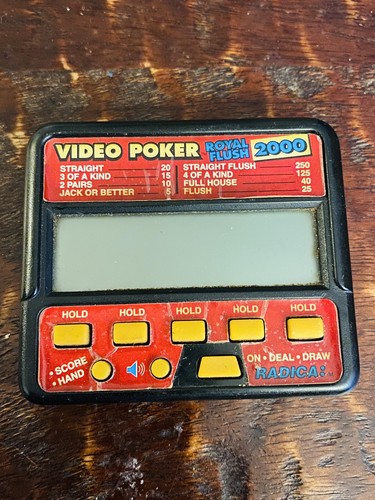 VIDEO POKER ROYAL FLUSH 2000
STRAIGHT 20 STRAIGHT FLUSH 250
3 OF A KIND 15 4 OF A KIND 125
2 PAIRS 10 FULL HOUSE 40
JACK OR BETTER 5 FLUSH 25
HOLD HOLD HOLD HOLD HOLD
• SCORE
• HAND
ON • DEAL • DRAW
RADICA